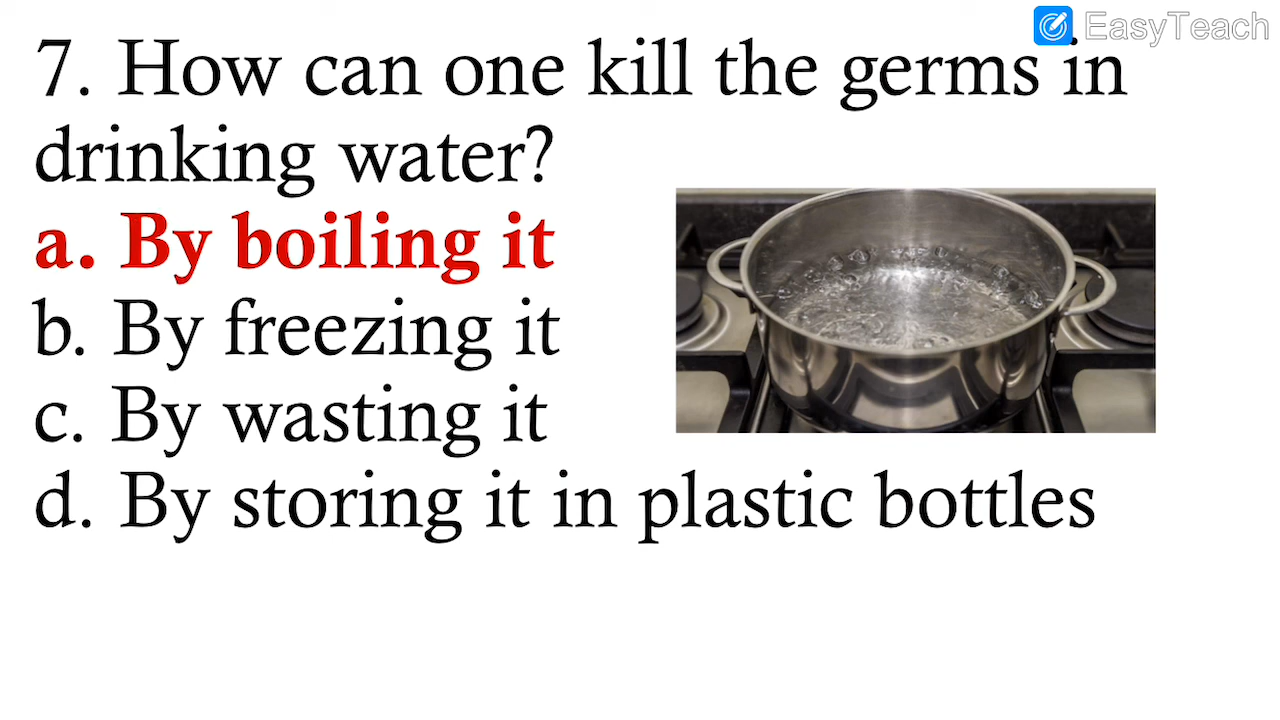 EasyTeach
7. How can one kill the germs in
drinking water?
a. By boiling it
b. By freezing it
c. By wasting it
d. By storing it in plastic bottles